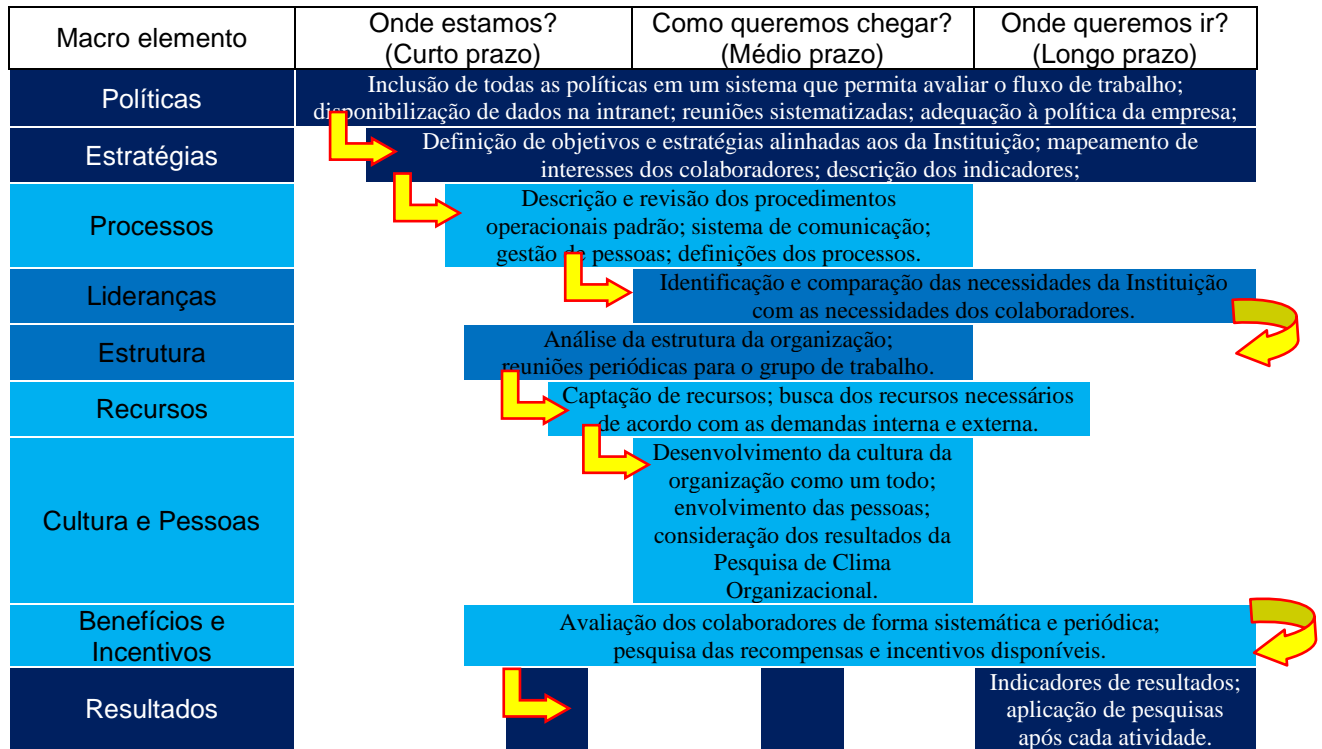 Macro elemento
Onde estamos?
(Curto prazo)
Como queremos chegar?
(Médio prazo)
Onde queremos ir?
(Longo prazo)
Políticas
Inclusão de todas as políticas em um sistema que permita avaliar o fluxo de trabalho;
disponibilização de dados na intranet; reuniões sistematizadas; adequação à política da empresa;
Estratégias
Definição de objetivos e estratégias alinhadas aos da Instituição; mapeamento de
interesses dos colaboradores; descrição dos indicadores;
Processos
Descrição e revisão dos procedimentos
operacionais padrão; sistema de comunicação;
gestão de pessoas; definições dos processos.
Lideranças
Identificação e comparação das necessidades da Instituição
com as necessidades dos colaboradores.
Estrutura
Análise da estrutura da organização;
reuniões periódicas para o grupo de trabalho.
Recursos
Captação de recursos; busca dos recursos necessários
de acordo com as demandas interna e externa.
Cultura e Pessoas
Desenvolvimento da cultura da
organização como um todo;
envolvimento das pessoas;
consideração dos resultados da
Pesquisa de Clima
Organizacional.
Benefícios e
Incentivos
Avaliação dos colaboradores de forma sistemática e periódica;
pesquisa das recompensas e incentivos disponíveis.
Resultados
Indicadores de resultados;
aplicação de pesquisas
após cada atividade.